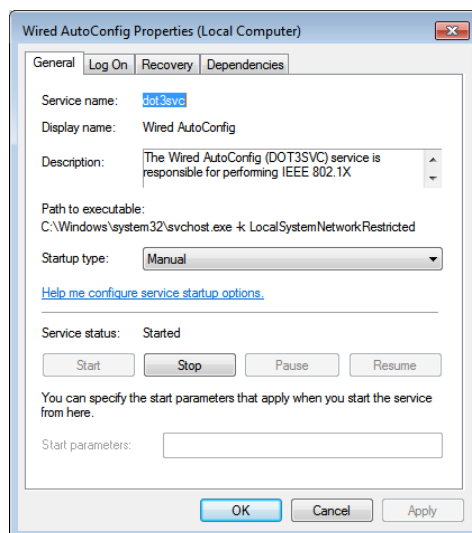 Wired AutoConfig Properties (Local Computer)
General Log On Recovery Dependencies
Service name: dot3svc
Display name: Wired AutoConfig
Description: The Wired AutoConfig (DOT3SVC) service is
responsible for performing IEEE 802.1X
Path to executable:
C:\Windows\system32\svchost.exe -k LocalSystemNetworkRestricted
Startup type: Manual
Help me configure service startup options.
Service status: Started
Start Stop Pause Resume
You can specify the start parameters that apply when you start the service
from here.
Start parameters:
OK Cancel Apply